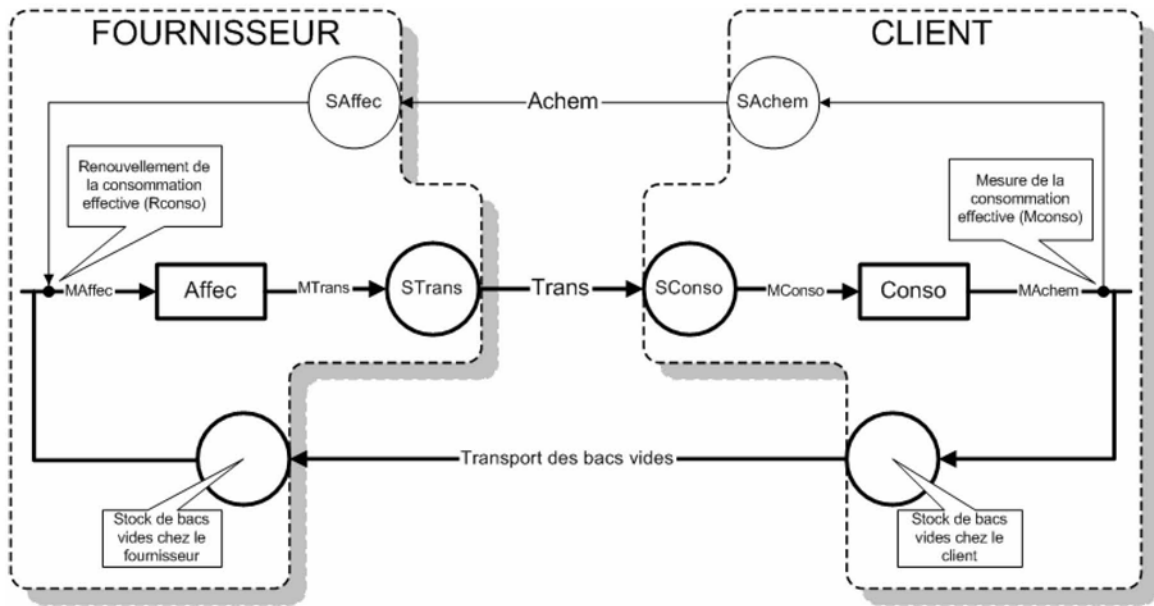 FOURNISSEUR
CLIENT
SAffec
Achem
SAchem
Renouvellement de
la consommation
effective (Rconso)
Mesure de la
consommation
effective (Mconso)
MAffec
Affec
MTrans
STrans
Trans
SConso
MConso
Conso
MAchem
Transport des bacs vides
Stock de bacs
vides chez le
fournisseur
Stock de bacs
vides chez le
client